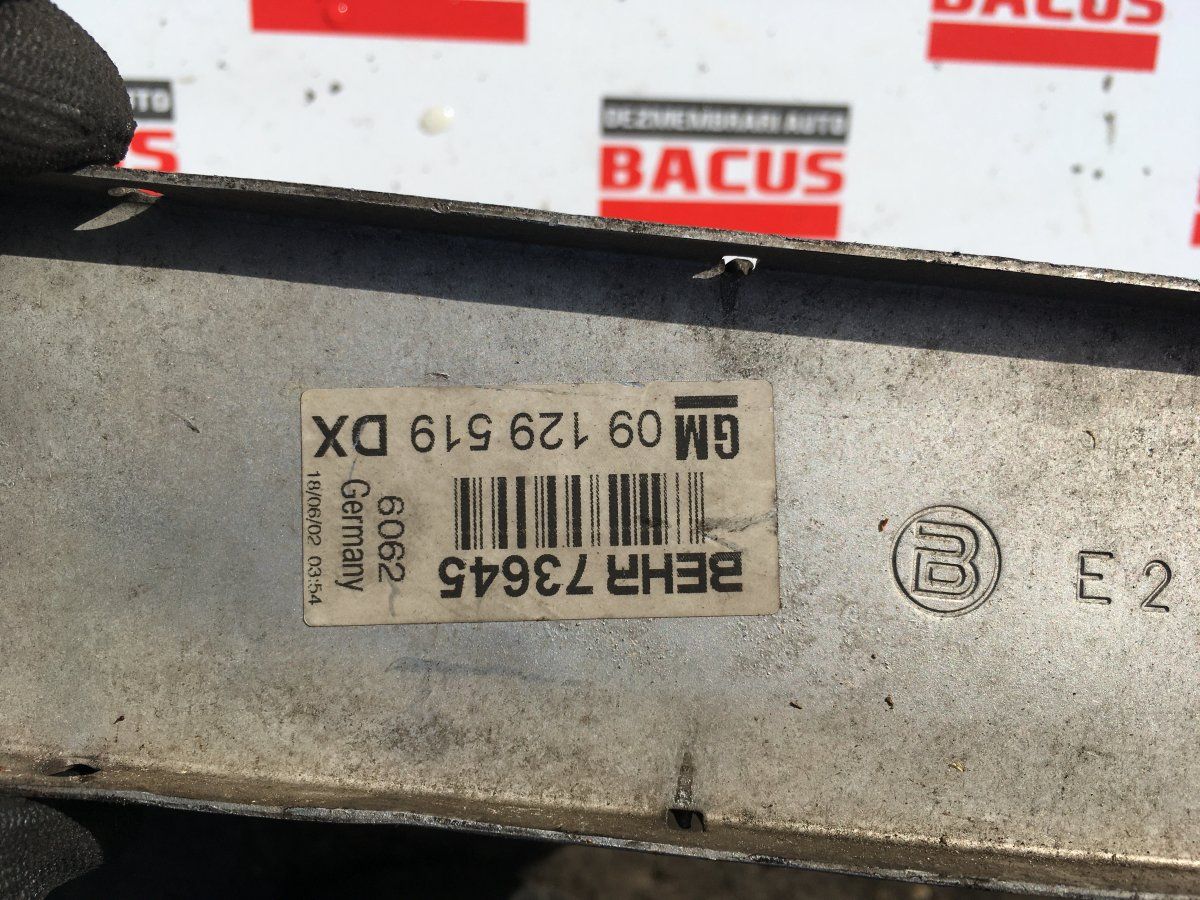 BACUS
AUTO
S
DEZMEMBRARI AUTO
BACUS
GM 09 129 519 DX
BEHR 73645
6062
Germany
18/06/02 03:54
B
E 2